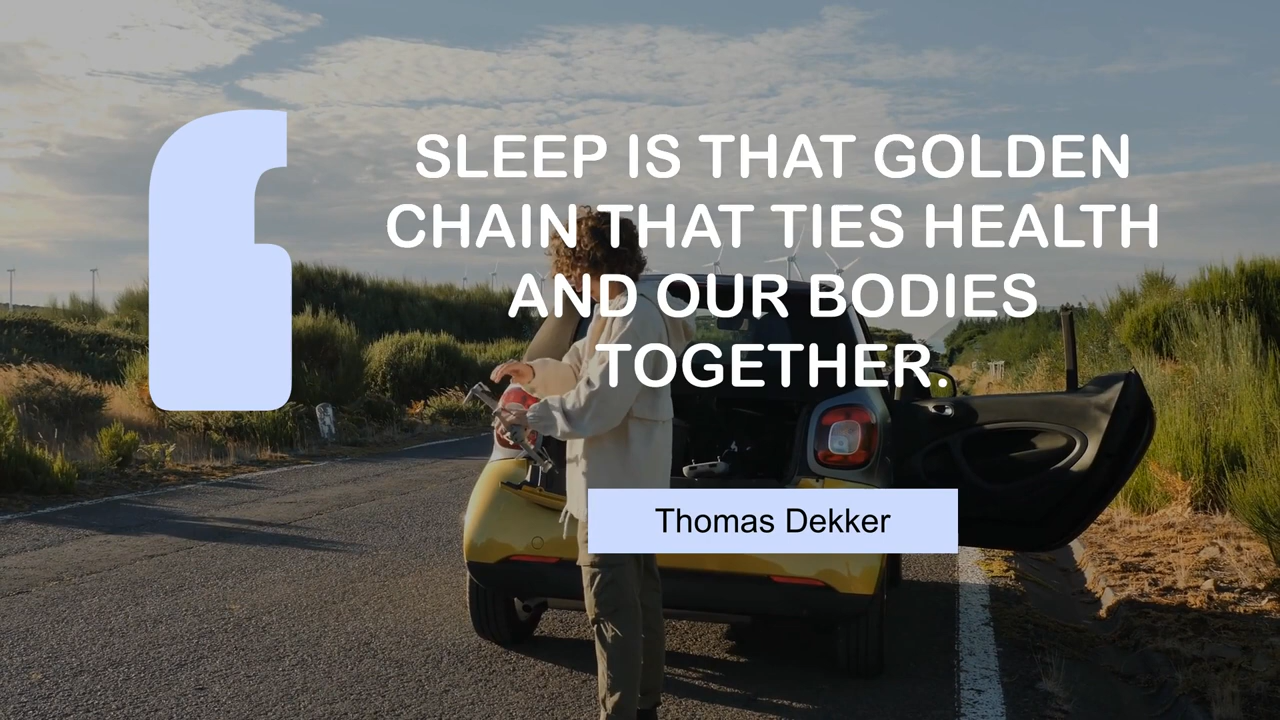 SLEEP IS THAT GOLDEN
CHAIN THAT TIES HEALTH
AND OUR BODIES
TOGETHER.
Thomas Dekker